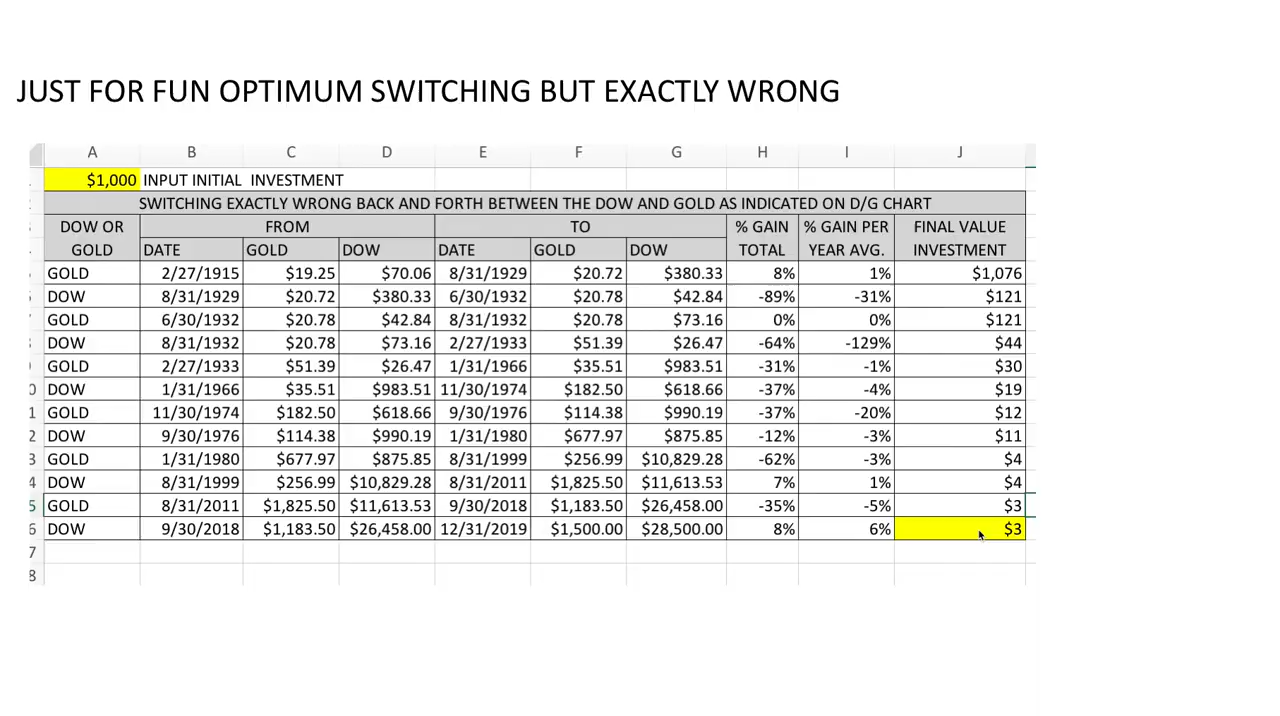 JUST FOR FUN OPTIMUM SWITCHING BUT EXACTLY WRONG
A B C D E F G H I J
$1,000 INPUT INITIAL INVESTMENT
SWITCHING EXACTLY WRONG BACK AND FORTH BETWEEN THE DOW AND GOLD AS INDICATED ON D/G CHART
DOW OR FROM TO % GAIN % GAIN PER FINAL VALUE
GOLD DATE GOLD DOW DATE GOLD DOW TOTAL YEAR AVG. INVESTMENT
GOLD 2/27/1915 $19.25 $70.06 8/31/1929 $20.72 $380.33 8% 1% $1,076
DOW 8/31/1929 $20.72 $380.33 6/30/1932 $20.78 $42.84 -89% -31% $121
GOLD 6/30/1932 $20.78 $42.84 8/31/1932 $20.78 $73.16 0% 0% $121
DOW 8/31/1932 $20.78 $73.16 2/27/1933 $51.39 $26.47 -64% -129% $44
GOLD 2/27/1933 $51.39 $26.47 1/31/1966 $35.51 $983.51 -31% -1% $30
0 DOW 1/31/1966 $35.51 $983.51 11/30/1974 $182.50 $618.66 -37% -4% $19
1 GOLD 11/30/1974 $182.50 $618.66 9/30/1976 $114.38 $990.19 -37% -20% $12
2 DOW 9/30/1976 $114.38 $990.19 1/31/1980 $677.97 $875.85 -12% -3% $11
3 GOLD 1/31/1980 $677.97 $875.85 8/31/1999 $256.99 $10,829.28 -62% -3% $4
4 DOW 8/31/1999 $256.99 $10,829.28 8/31/2011 $1,825.50 $11,613.53 7% 1% $4
5 GOLD 8/31/2011 $1,825.50 $11,613.53 9/30/2018 $1,183.50 $26,458.00 -35% -5% $3
6 DOW 9/30/2018 $1,183.50 $26,458.00 12/31/2019 $1,500.00 $28,500.00 8% 6% $3
7
8